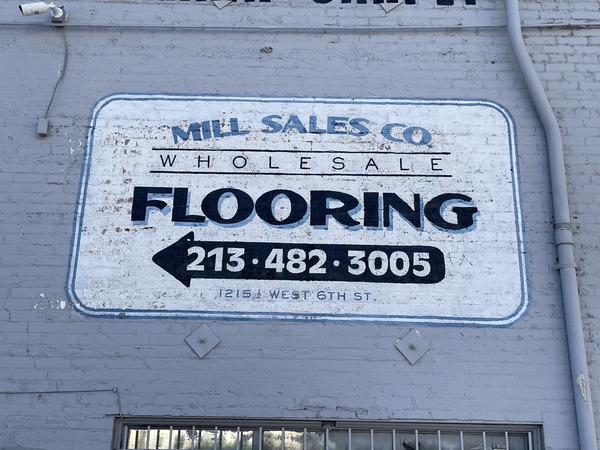 MILL SALES CO.
WHOLESALE
FLOORING
213·482·3005
1215½ WEST 6TH ST.